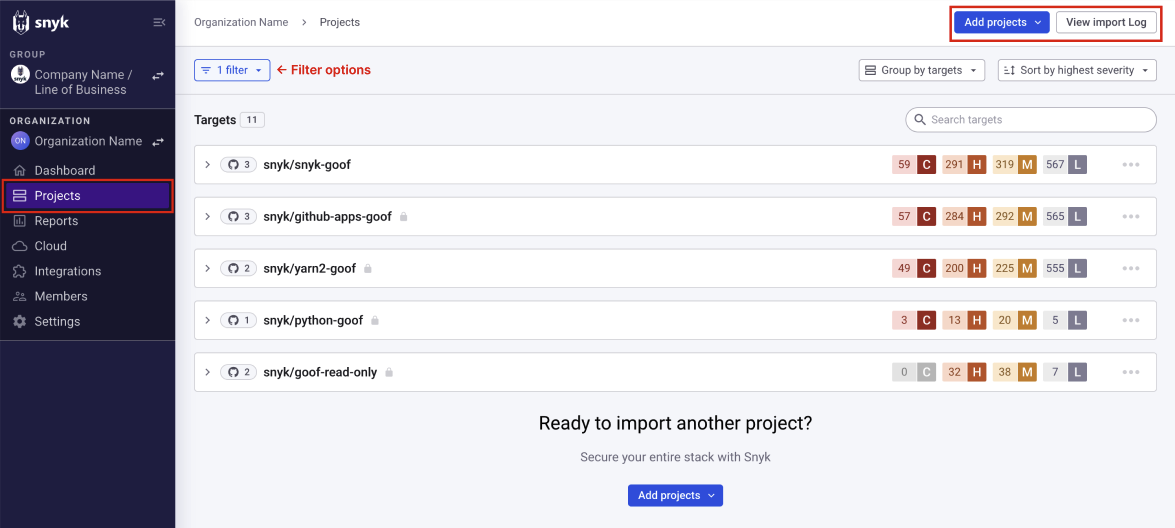 snyk
Organization Name > Projects
Add projects
View import Log
GROUP
snyk
Company Name /
Line of Business
1 filter
← Filter options
Group by targets
Sort by highest severity
ORGANIZATION
ON Organization Name
Targets 11
Search targets
Dashboard
Projects
Reports
Cloud
Integrations
Members
Settings
3 snyk/snyk-goof 59 C 291 H 319 M 567 L
3 snyk/github-apps-goof 57 C 284 H 292 M 565 L
2 snyk/yarn2-goof 49 C 200 H 225 M 555 L
1 snyk/python-goof 3 C 13 H 20 M 5 L
2 snyk/goof-read-only 0 C 32 H 38 M 7 L
Ready to import another project?
Secure your entire stack with Snyk
Add projects